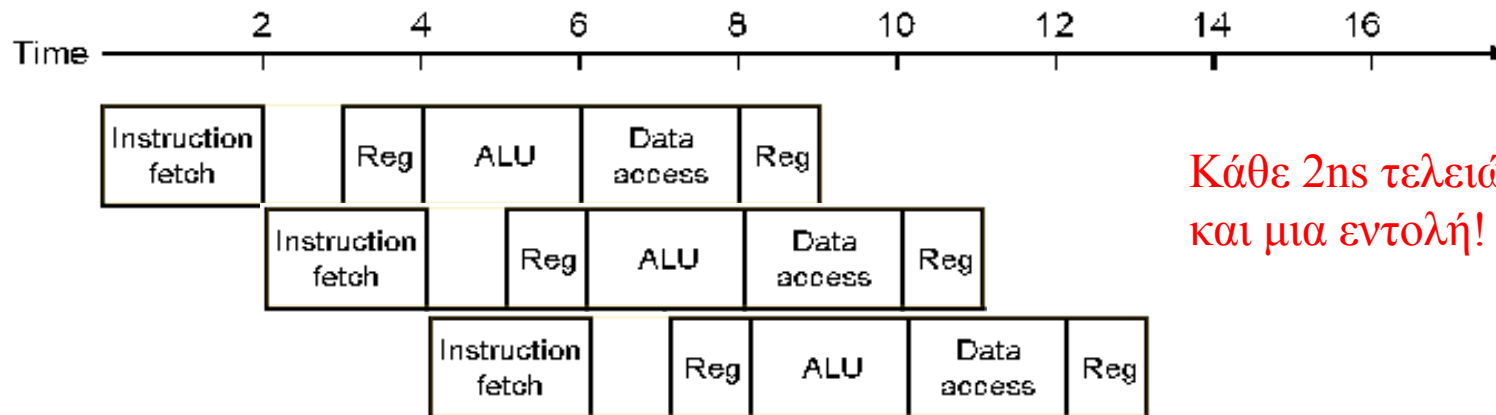 2 4 6 8 10 12 14 16
Time
Instruction fetch Reg ALU Data access Reg
Κάθε 2ns
και μια εντολή!
Instruction fetch Reg ALU Data access Reg
Instruction fetch Reg ALU Data access Reg